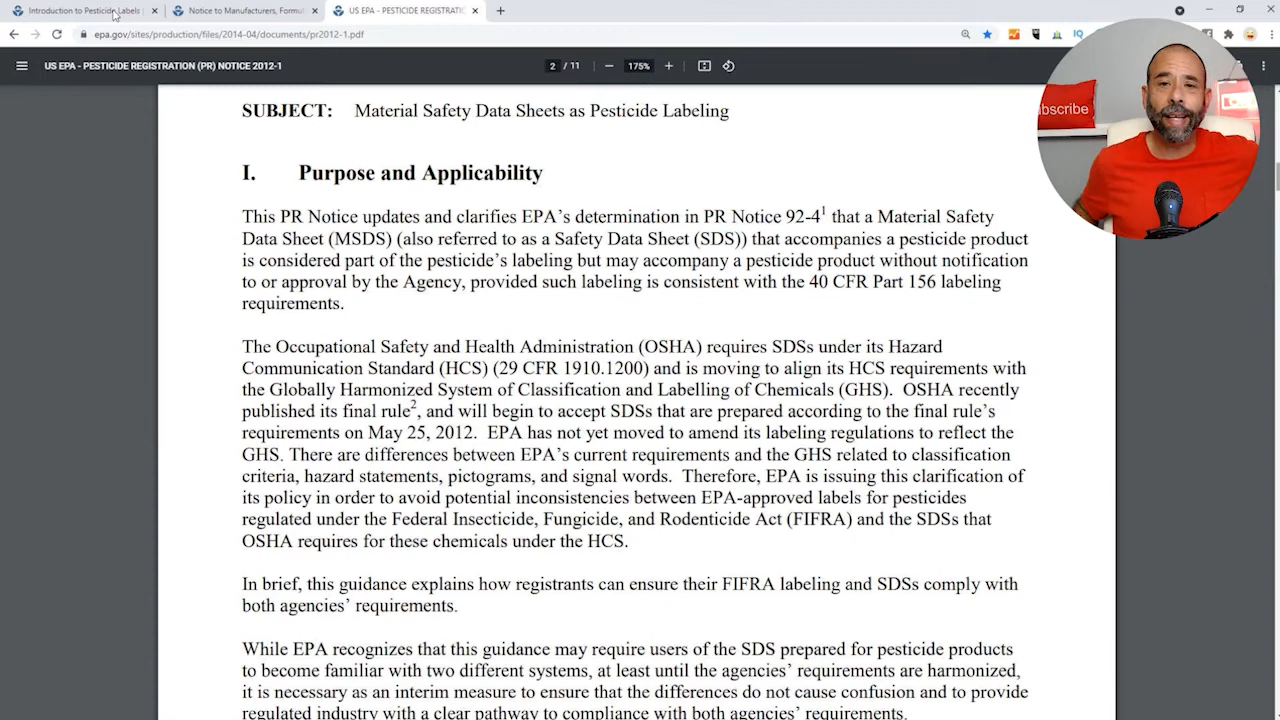 Introduction to Pesticide Labels
Notice to Manufacturers, Formul
US EPA - PESTICIDE REGISTRATIO
epa.gov/sites/production/files/2014-04/documents/pr2012-1.pdf
US EPA - PESTICIDE REGISTRATION (PR) NOTICE 2012-1
2 / 11
175%
ubscribe
SUBJECT: Material Safety Data Sheets as Pesticide Labeling
I. Purpose and Applicability
This PR Notice updates and clarifies EPA's determination in PR Notice 92-4¹ that a Material Safety
Data Sheet (MSDS) (also referred to as a Safety Data Sheet (SDS)) that accompanies a pesticide product
is considered part of the pesticide's labeling but may accompany a pesticide product without notification
to or approval by the Agency, provided such labeling is consistent with the 40 CFR Part 156 labeling
requirements.
The Occupational Safety and Health Administration (OSHA) requires SDSs under its Hazard
Communication Standard (HCS) (29 CFR 1910.1200) and is moving to align its HCS requirements with
the Globally Harmonized System of Classification and Labelling of Chemicals (GHS). OSHA recently
published its final rule², and will begin to accept SDSs that are prepared according to the final rule's
requirements on May 25, 2012. EPA has not yet moved to amend its labeling regulations to reflect the
GHS. There are differences between EPA's current requirements and the GHS related to classification
criteria, hazard statements, pictograms, and signal words. Therefore, EPA is issuing this clarification of
its policy in order to avoid potential inconsistencies between EPA-approved labels for pesticides
regulated under the Federal Insecticide, Fungicide, and Rodenticide Act (FIFRA) and the SDSs that
OSHA requires for these chemicals under the HCS.
In brief, this guidance explains how registrants can ensure their FIFRA labeling and SDSs comply with
both agencies' requirements.
While EPA recognizes that this guidance may require users of the SDS prepared for pesticide products
to become familiar with two different systems, at least until the agencies' requirements are harmonized,
it is necessary as an interim measure to ensure that the differences do not cause confusion and to provide
regulated industry with a clear pathway to compliance with both agencies' requirements.